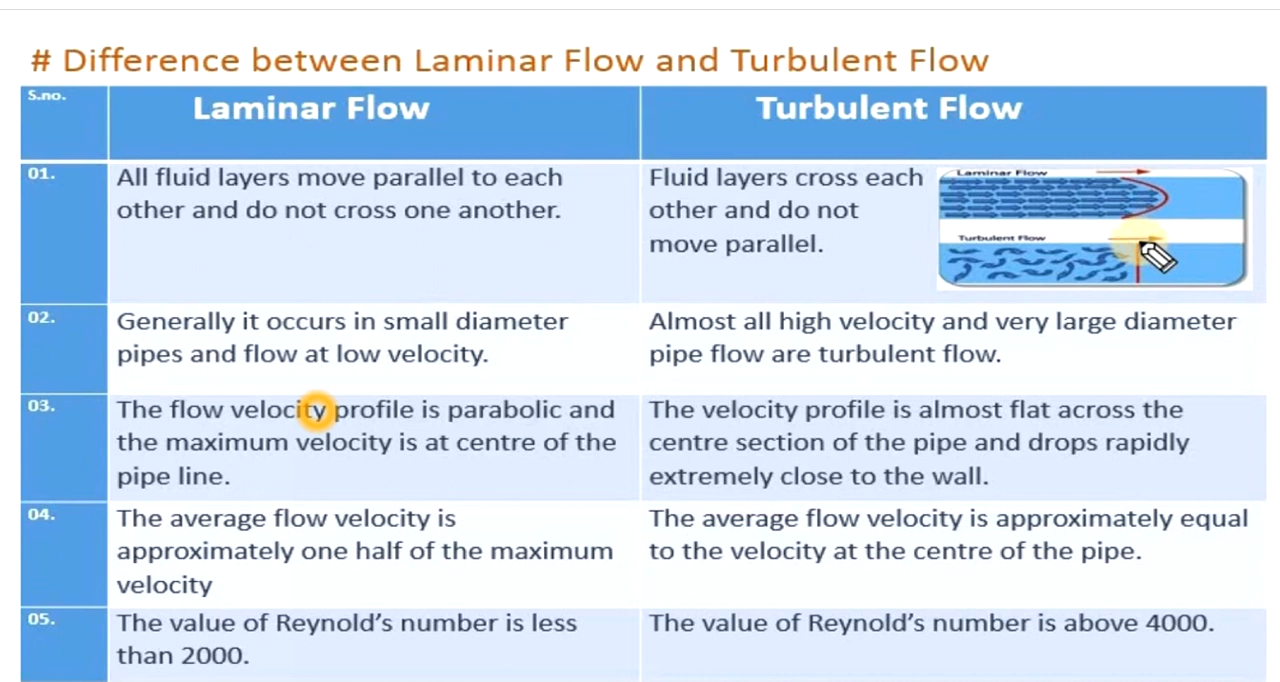 # Difference between Laminar Flow and Turbulent Flow
S.no.
Laminar Flow
Turbulent Flow
01.
All fluid layers move parallel to each
other and do not cross one another.
Fluid layers cross each
other and do not
move parallel.
Laminar Flow
Turbulent Flow
02.
Generally it occurs in small diameter
pipes and flow at low velocity.
Almost all high velocity and very large diameter
pipe flow are turbulent flow.
03.
The flow velocity profile is parabolic and
the maximum velocity is at centre of the
pipe line.
The velocity profile is almost flat across the
centre section of the pipe and drops rapidly
extremely close to the wall.
04.
The average flow velocity is
approximately one half of the maximum
velocity
The average flow velocity is approximately equal
to the velocity at the centre of the pipe.
05.
The value of Reynold’s number is less
than 2000.
The value of Reynold’s number is above 4000.